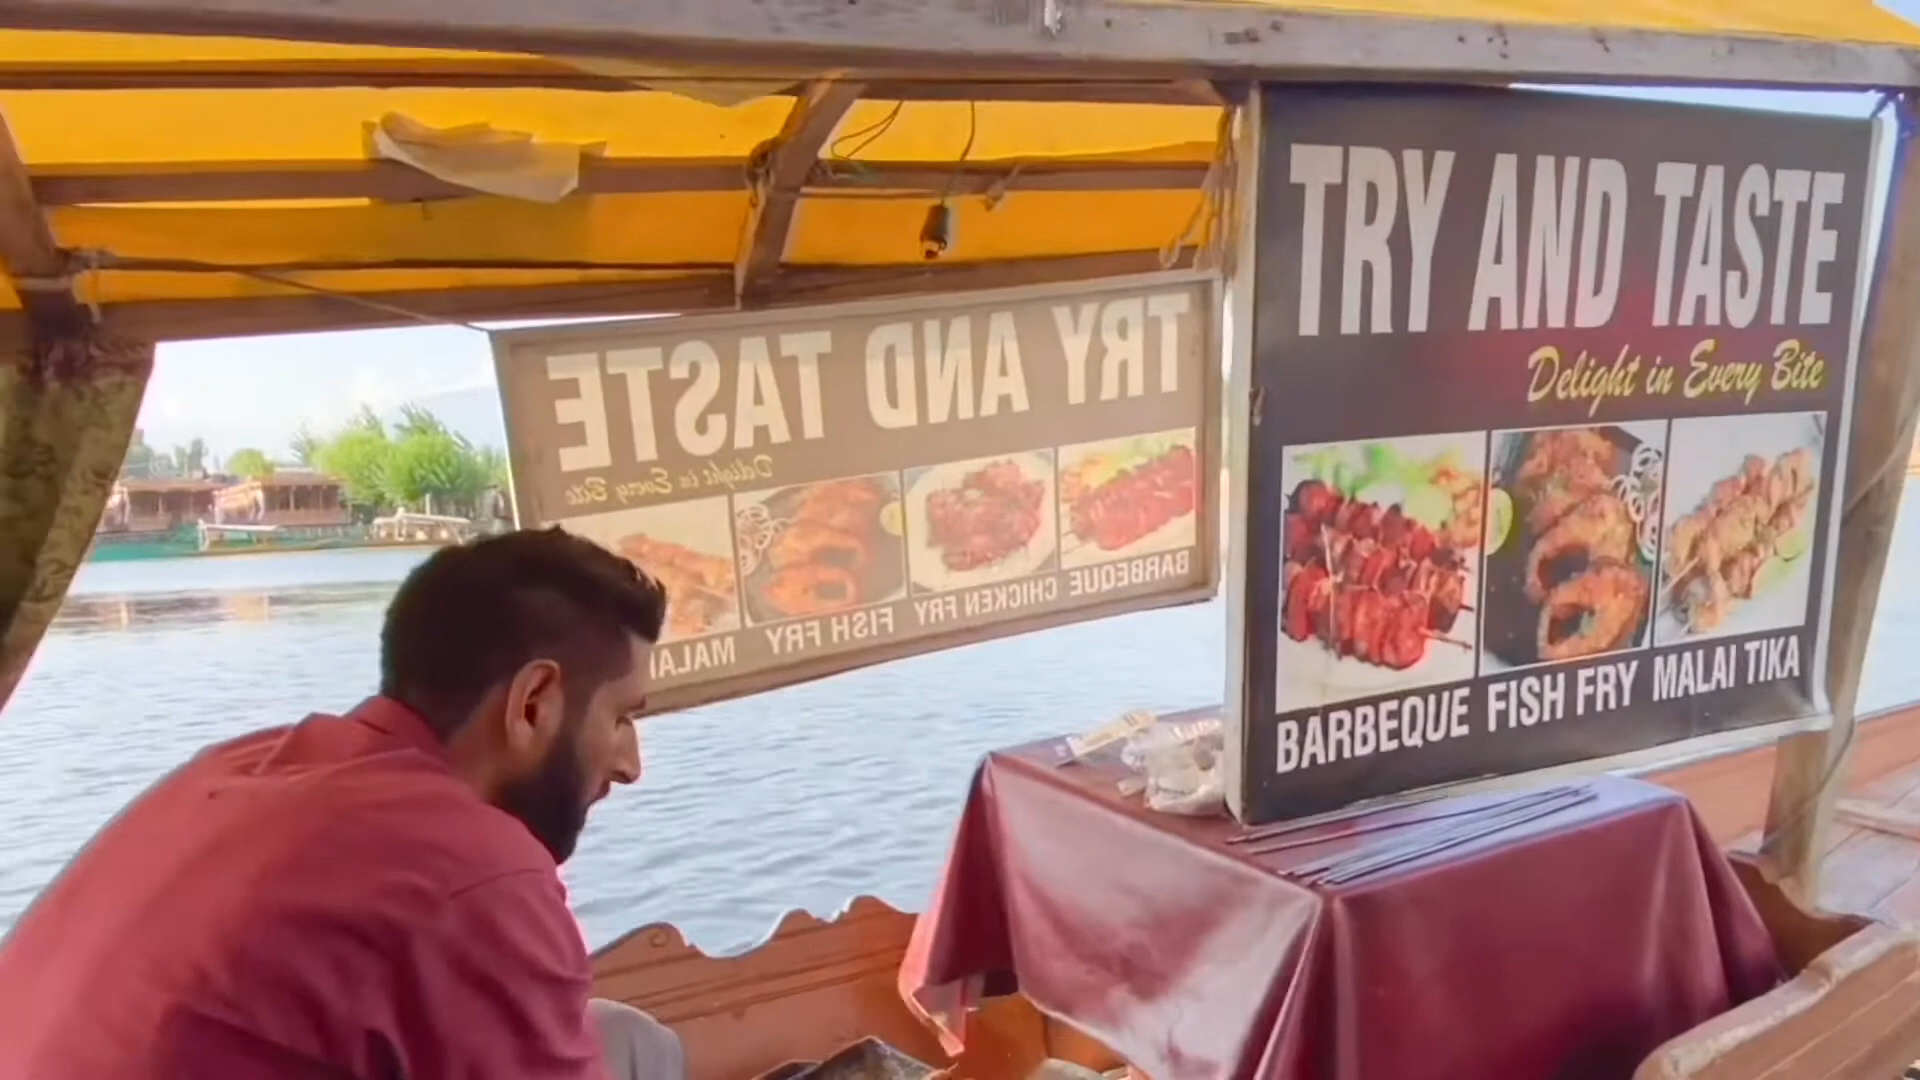 TRY AND TASTE
Delight in Every Bite
BARBEQUE CHICKEN FRY FISH FRY MALAI
TRY AND TASTE
Delight in Every Bite
BARBEQUE FISH FRY MALAI TIKA